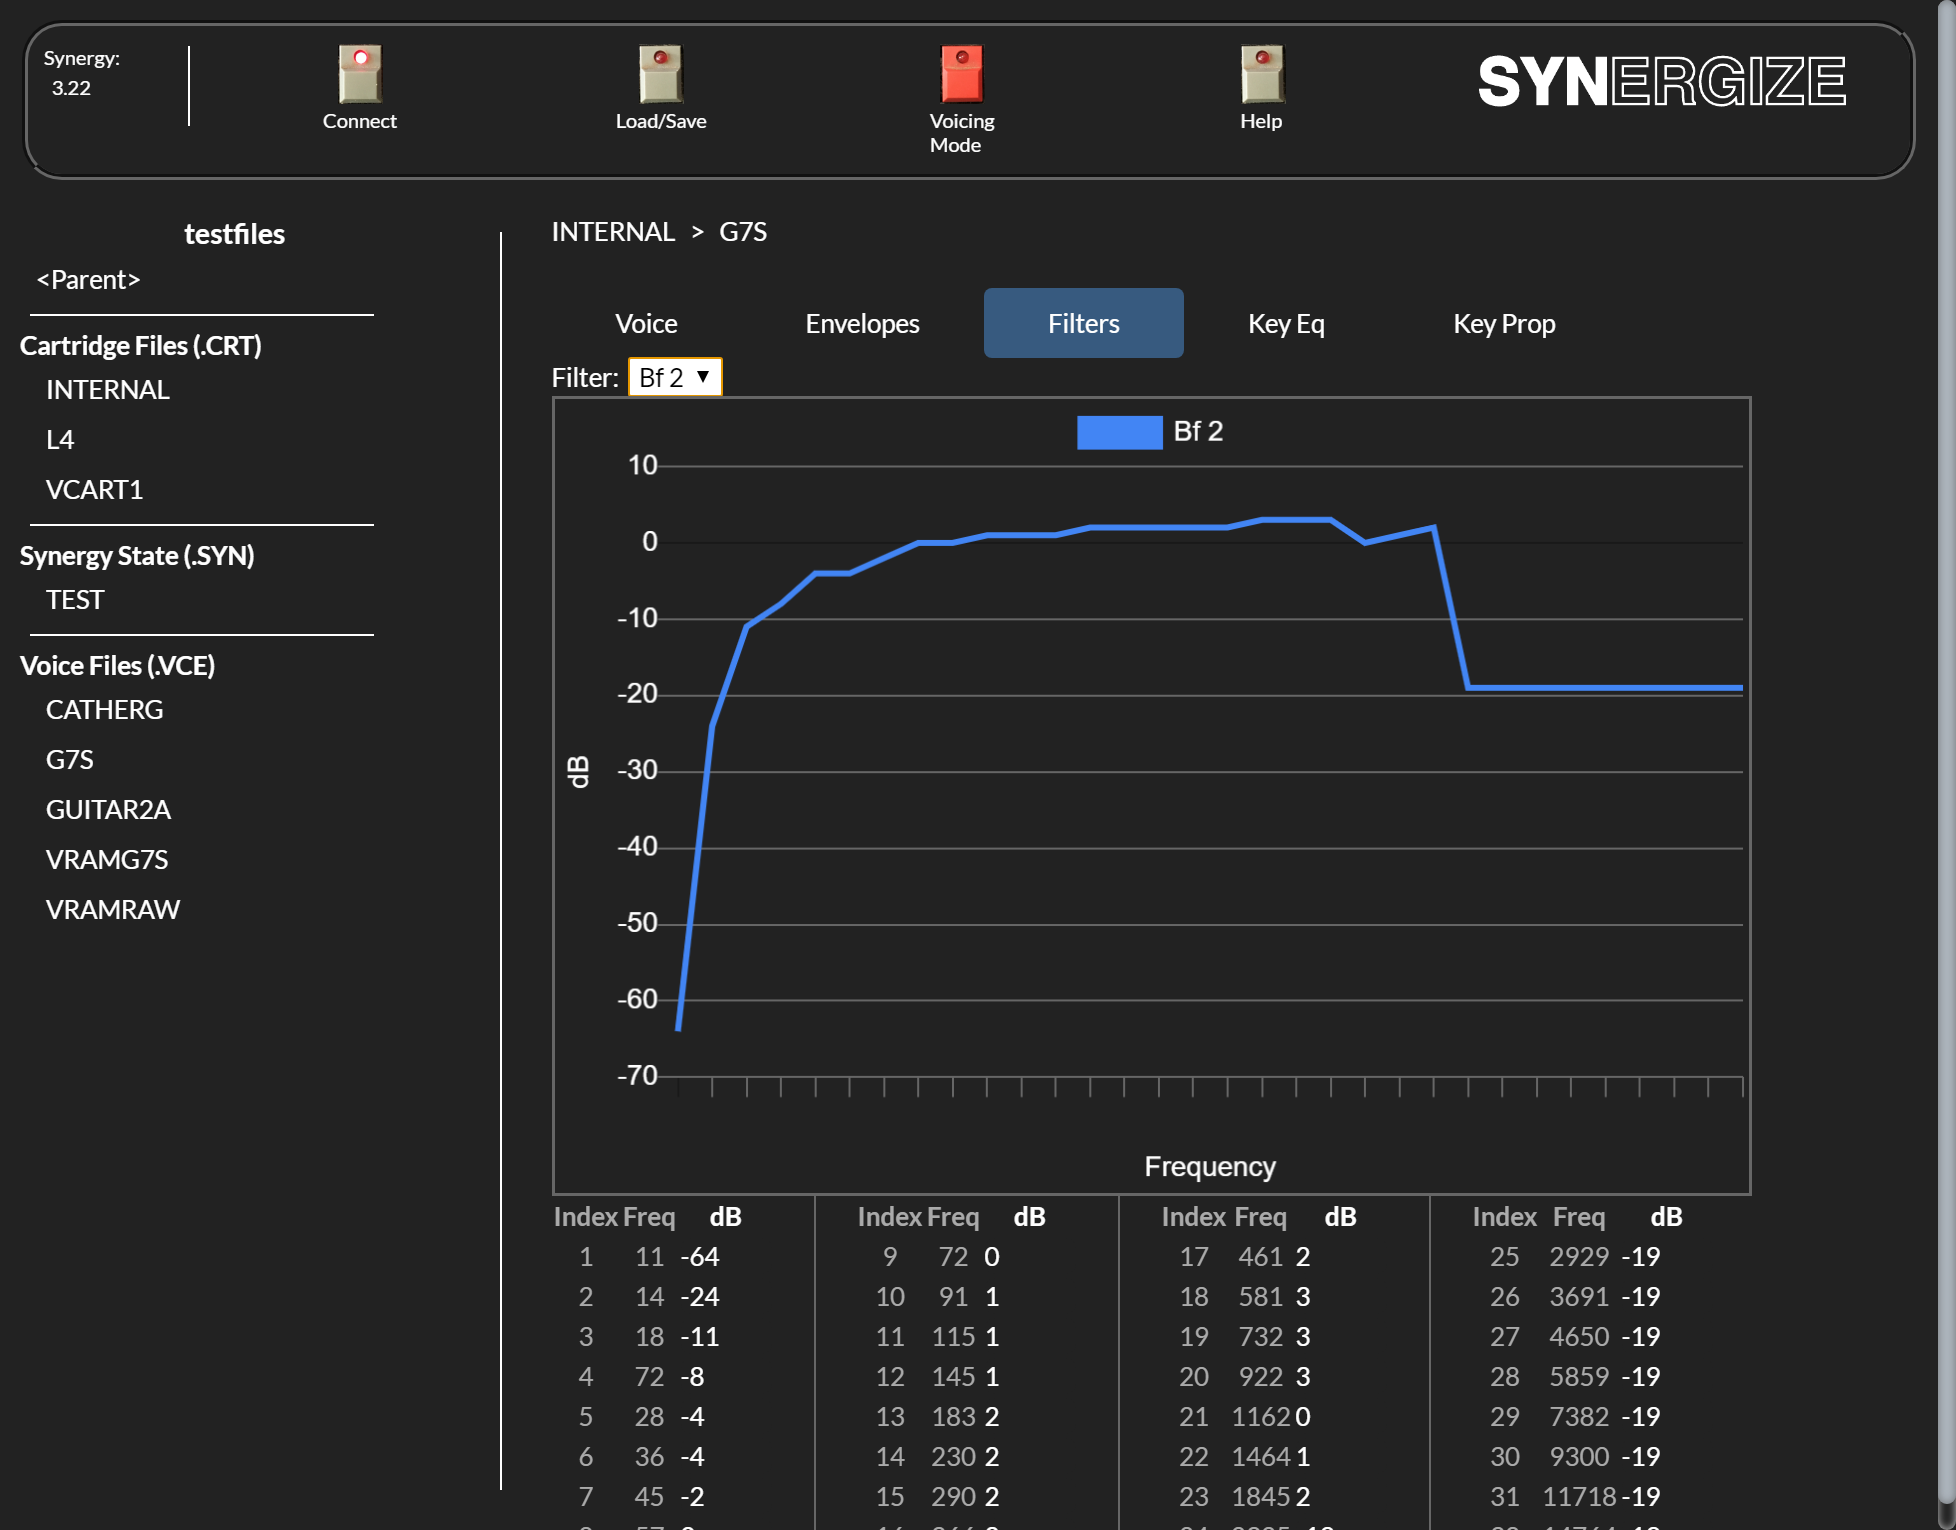 Synergy:
3.22
Connect
Load/Save
Voicing
Mode
Help
SYNERGIZE
testfiles
<Parent>
Cartridge Files (.CRT)
INTERNAL
L4
VCART1
Synergy State (.SYN)
TEST
Voice Files (.VCE)
CATHERG
G7S
GUITAR2A
VRAMG7S
VRAMRAW
INTERNAL > G7S
Voice Envelopes Filters Key Eq Key Prop
Filter: Bf 2 ▼
Bf 2
10
0
-10
-20
-30
-40
-50
-60
-70
dB
Frequency
Index Freq dB Index Freq dB Index Freq dB Index Freq dB
1 11 -64 9 72 0 17 461 2 25 2929 -19
2 14 -24 10 91 1 18 581 3 26 3691 -19
3 18 -11 11 115 1 19 732 3 27 4650 -19
4 72 -8 12 145 1 20 922 3 28 5859 -19
5 28 -4 13 183 2 21 1162 0 29 7382 -19
6 36 -4 14 230 2 22 1464 1 30 9300 -19
7 45 -2 15 290 2 23 1845 2 31 11718 -19